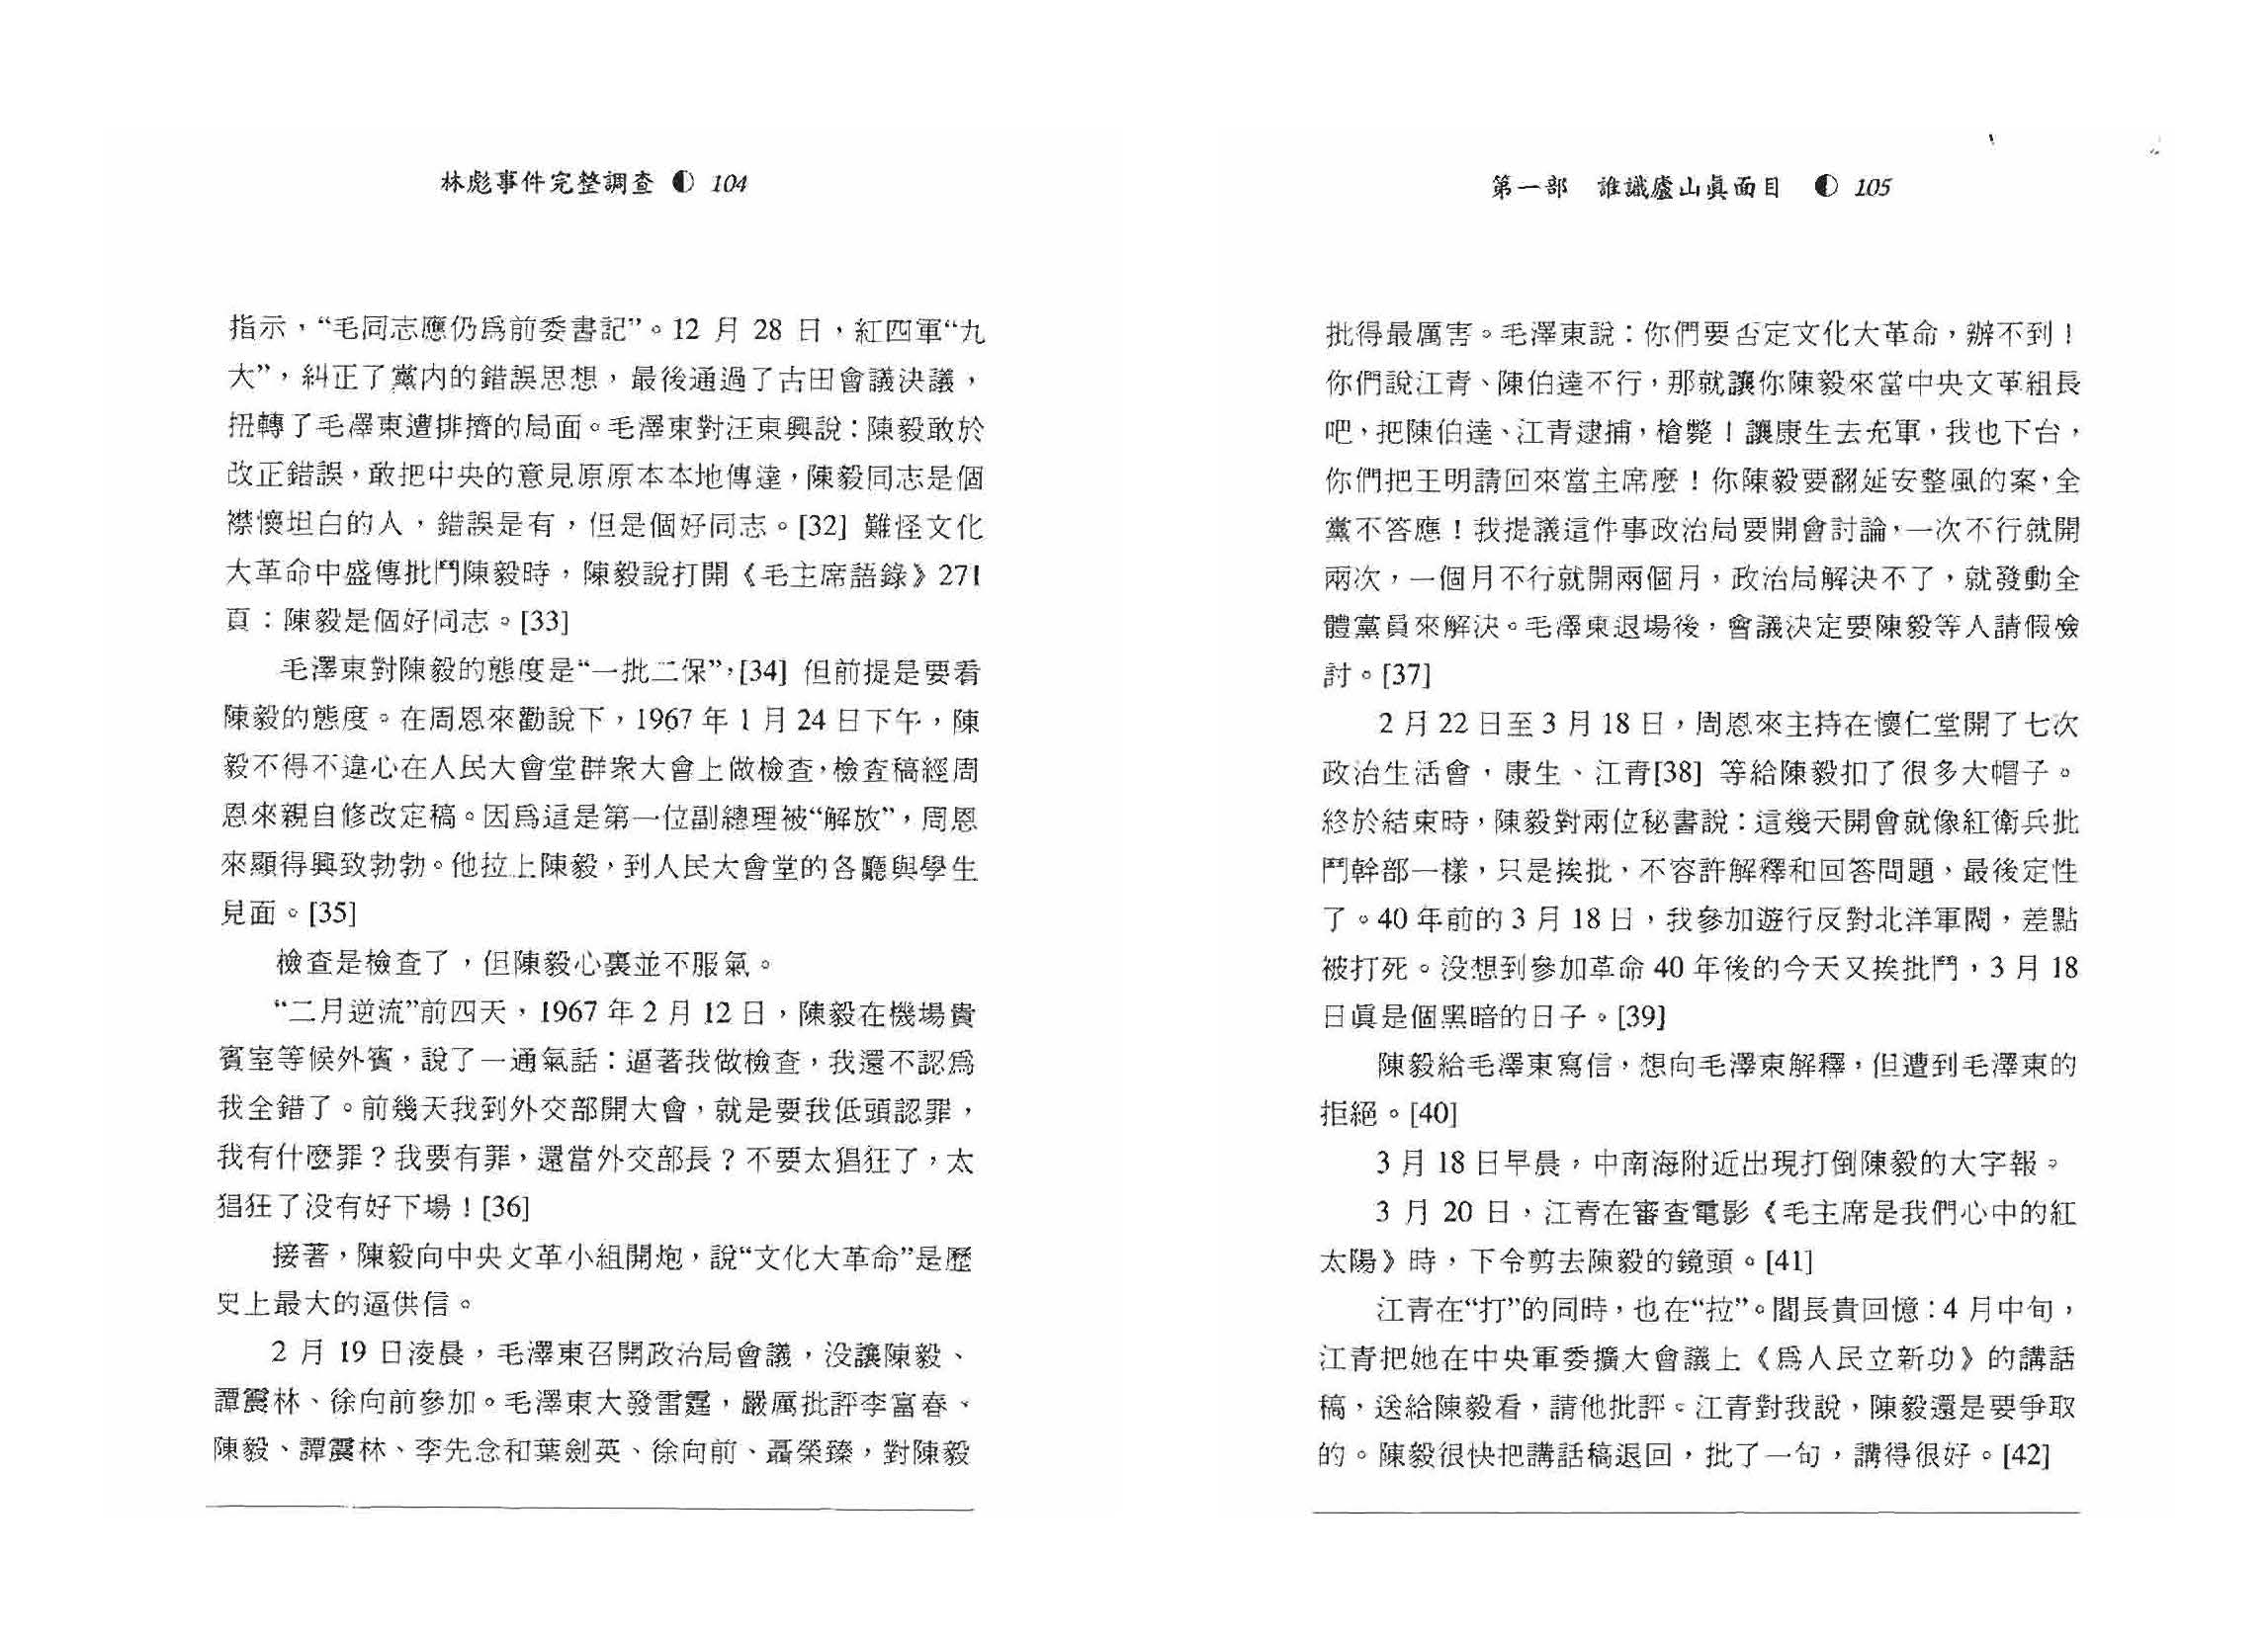 林彪事件完整調查 ◐ 104
指示，“毛同志應仍爲前委書記”。12 月 28 日，紅四軍“九
大”，糾正了黨内的錯誤思想，最後通過了古田會議決議，
扭轉了毛澤東遭排擠的局面。毛澤東對汪東興說：陳毅敢於
改正錯誤，敢把中央的意見原原本本地傳達，陳毅同志是個
襟懷坦白的人，錯誤是有，但是個好同志。[32] 難怪文化
大革命中盛傳批鬥陳毅時，陳毅說打開《毛主席語錄》271
頁：陳毅是個好同志。[33]
毛澤東對陳毅的態度是“一批二保”，[34] 但前提是要看
陳毅的態度。在周恩來勸說下，1967 年 1 月 24 日下午，陳
毅不得不違心在人民大會堂群衆大會上做檢查，檢查稿經周
恩來親自修改定稿。因爲這是第一位副總理被“解放”，周恩
來顯得興致勃勃。他拉上陳毅，到人民大會堂的各廳與學生
見面。[35]
檢查是檢查了，但陳毅心裏並不服氣。
“二月逆流”前四天，1967 年 2 月 12 日，陳毅在機場貴
賓室等候外賓，說了一通氣話：逼著我做檢查，我還不認爲
我全錯了。前幾天我到外交部開大會，就是要我低頭認罪，
我有什麼罪？我要有罪，還當外交部長？不要太猖狂了，太
猖狂了没有好下場！[36]
接著，陳毅向中央文革小組開炮，說“文化大革命”是歷
史上最大的逼供信。
2 月 19 日凌晨，毛澤東召開政治局會議，没讓陳毅、
譚震林、徐向前參加。毛澤東大發雷霆，嚴厲批評李富春、
陳毅、譚震林、李先念和葉劍英、徐向前、聶榮臻，對陳毅
第一部 誰識廬山眞面目 ◐ 105
批得最厲害。毛澤東說：你們要否定文化大革命，辦不到！
你們說江青、陳伯達不行，那就讓你陳毅來當中央文革組長
吧，把陳伯達、江青逮捕，槍斃！讓康生去充軍，我也下台，
你們把王明請回來當主席麼！你陳毅要翻延安整風的案，全
黨不答應！我提議這件事政治局要開會討論，一次不行就開
兩次，一個月不行就開兩個月，政治局解決不了，就發動全
體黨員來解決。毛澤東退場後，會議決定要陳毅等人請假檢
討。[37]
2 月 22 日至 3 月 18 日，周恩來主持在懷仁堂開了七次
政治生活會，康生、江青[38] 等給陳毅扣了很多大帽子。
終於結束時，陳毅對兩位秘書說：這幾天開會就像紅衛兵批
鬥幹部一樣，只是挨批，不容許解釋和回答問題，最後定性
了。40 年前的 3 月 18 日，我參加遊行反對北洋軍閥，差點
被打死。没想到參加革命 40 年後的今天又挨批鬥，3 月 18
日眞是個黑暗的日子。[39]
陳毅給毛澤東寫信，想向毛澤東解釋，但遭到毛澤東的
拒絕。[40]
3 月 18 日早晨，中南海附近出現打倒陳毅的大字報。
3 月 20 日，江青在審查電影《毛主席是我們心中的紅
太陽》時，下令剪去陳毅的鏡頭。[41]
江青在“打”的同時，也在“拉”。閻長貴回憶：4 月中旬，
江青把她在中央軍委擴大會議上《爲人民立新功》的講話
稿，送給陳毅看，請他批評。江青對我說，陳毅還是要爭取
的。陳毅很快把講話稿退回，批了一句，講得很好。[42]